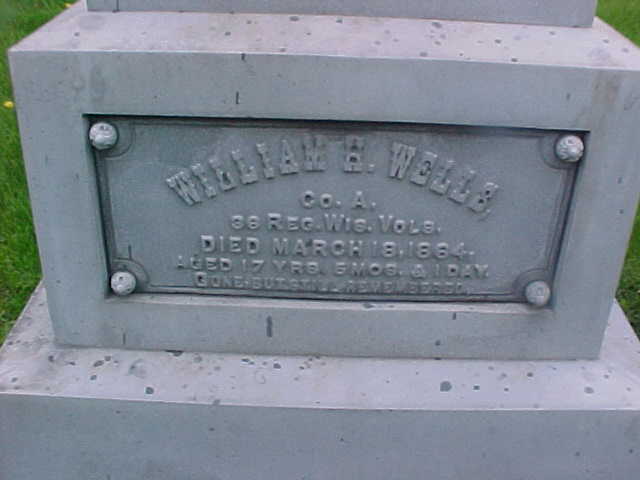 WILLIAM H. WELLS,
CO. A.
36 REG. WIS. VOLS.
DIED MARCH 18, 1864.
AGED 17 YRS. 5 MOS. & 1 DAY.
GONE BUT STILL REMEMBERED.